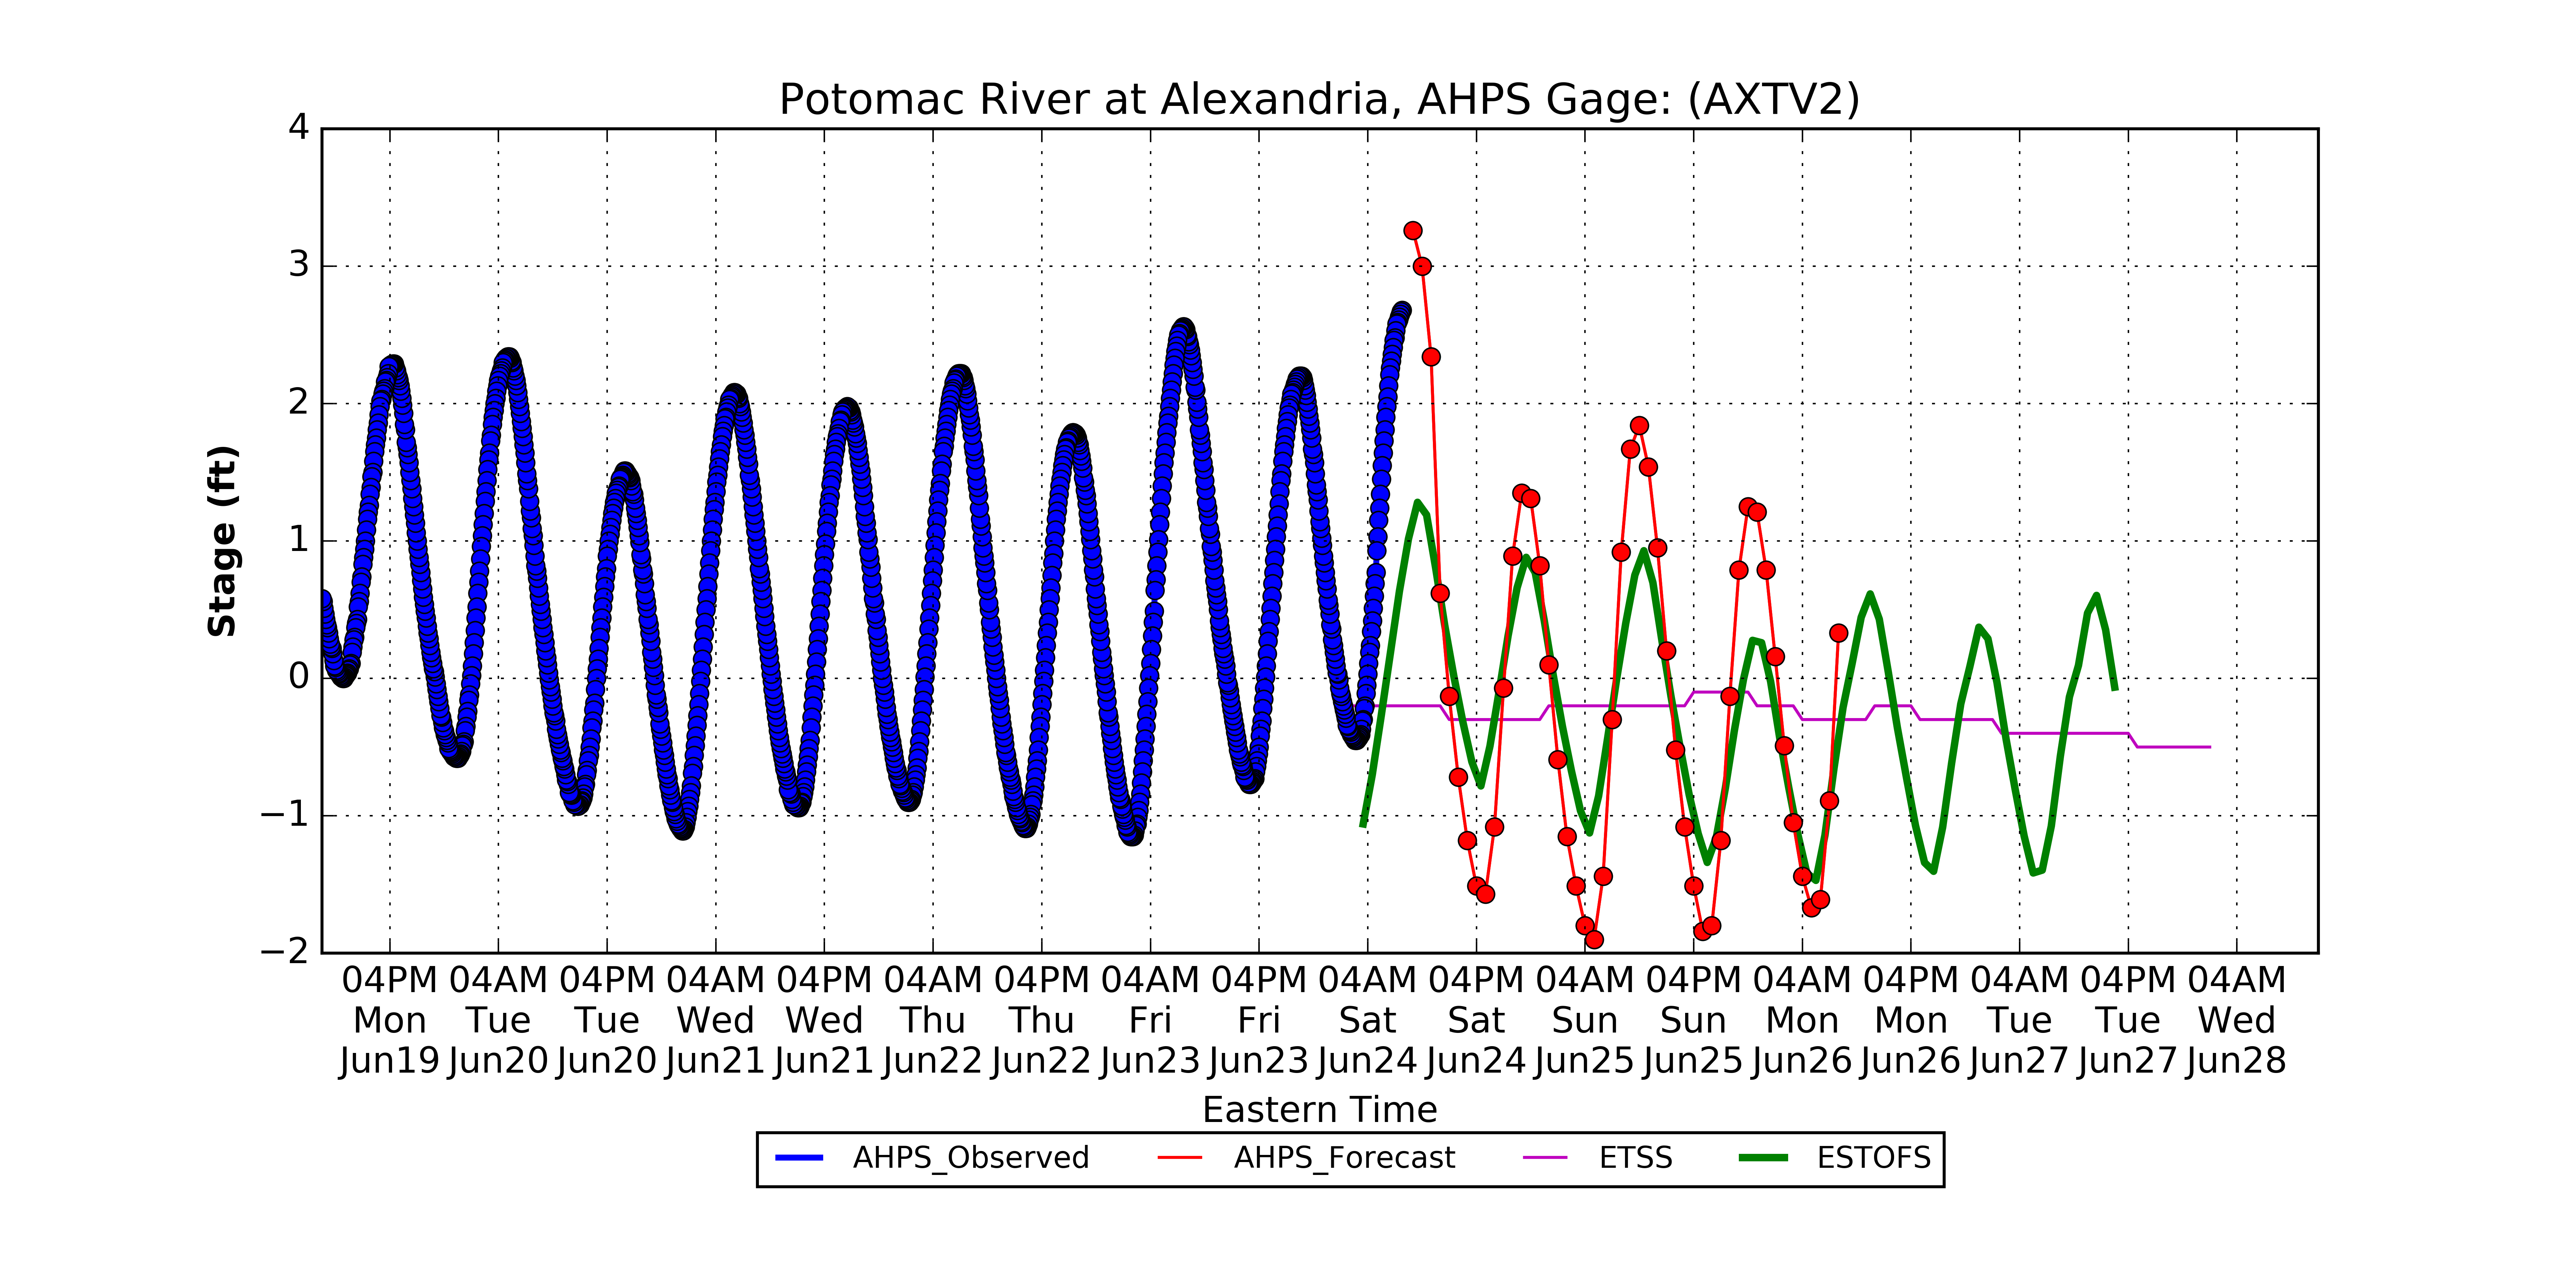 Potomac River at Alexandria, AHPS Gage: (AXTV2)
4
3
2
1
0
−1
−2
Stage (ft)
04PM 04AM 04PM 04AM 04PM 04AM 04PM 04AM 04PM 04AM 04PM 04AM 04PM 04AM 04PM 04AM 04PM 04AM
Mon Tue Tue Wed Wed Thu Thu Fri Fri Sat Sat Sun Sun Mon Mon Tue Tue Wed
Jun19 Jun20 Jun20 Jun21 Jun21 Jun22 Jun22 Jun23 Jun23 Jun24 Jun24 Jun25 Jun25 Jun26 Jun26 Jun27 Jun27 Jun28
Eastern Time
AHPS_Observed AHPS_Forecast ETSS ESTOFS